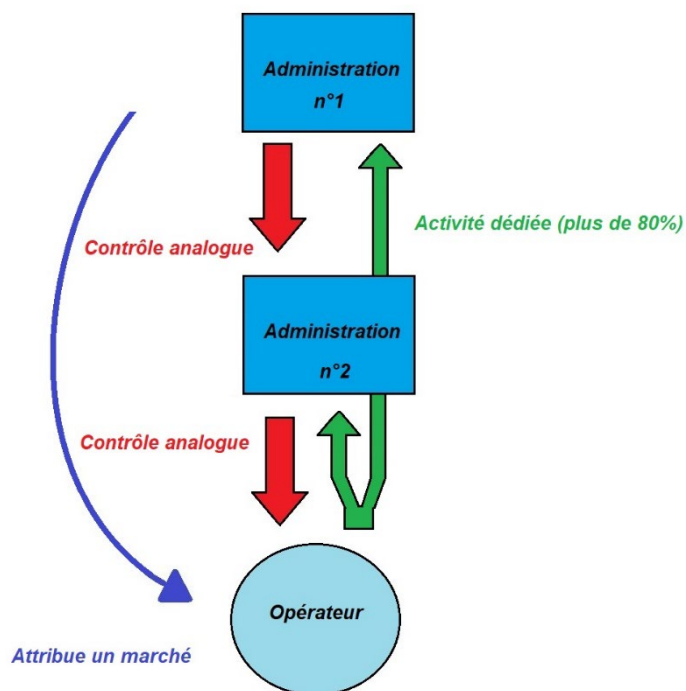 Administration
n°1
Contrôle analogue
Activité dédiée (plus de 80%)
Administration
n°2
Contrôle analogue
Opérateur
Attribue un marché